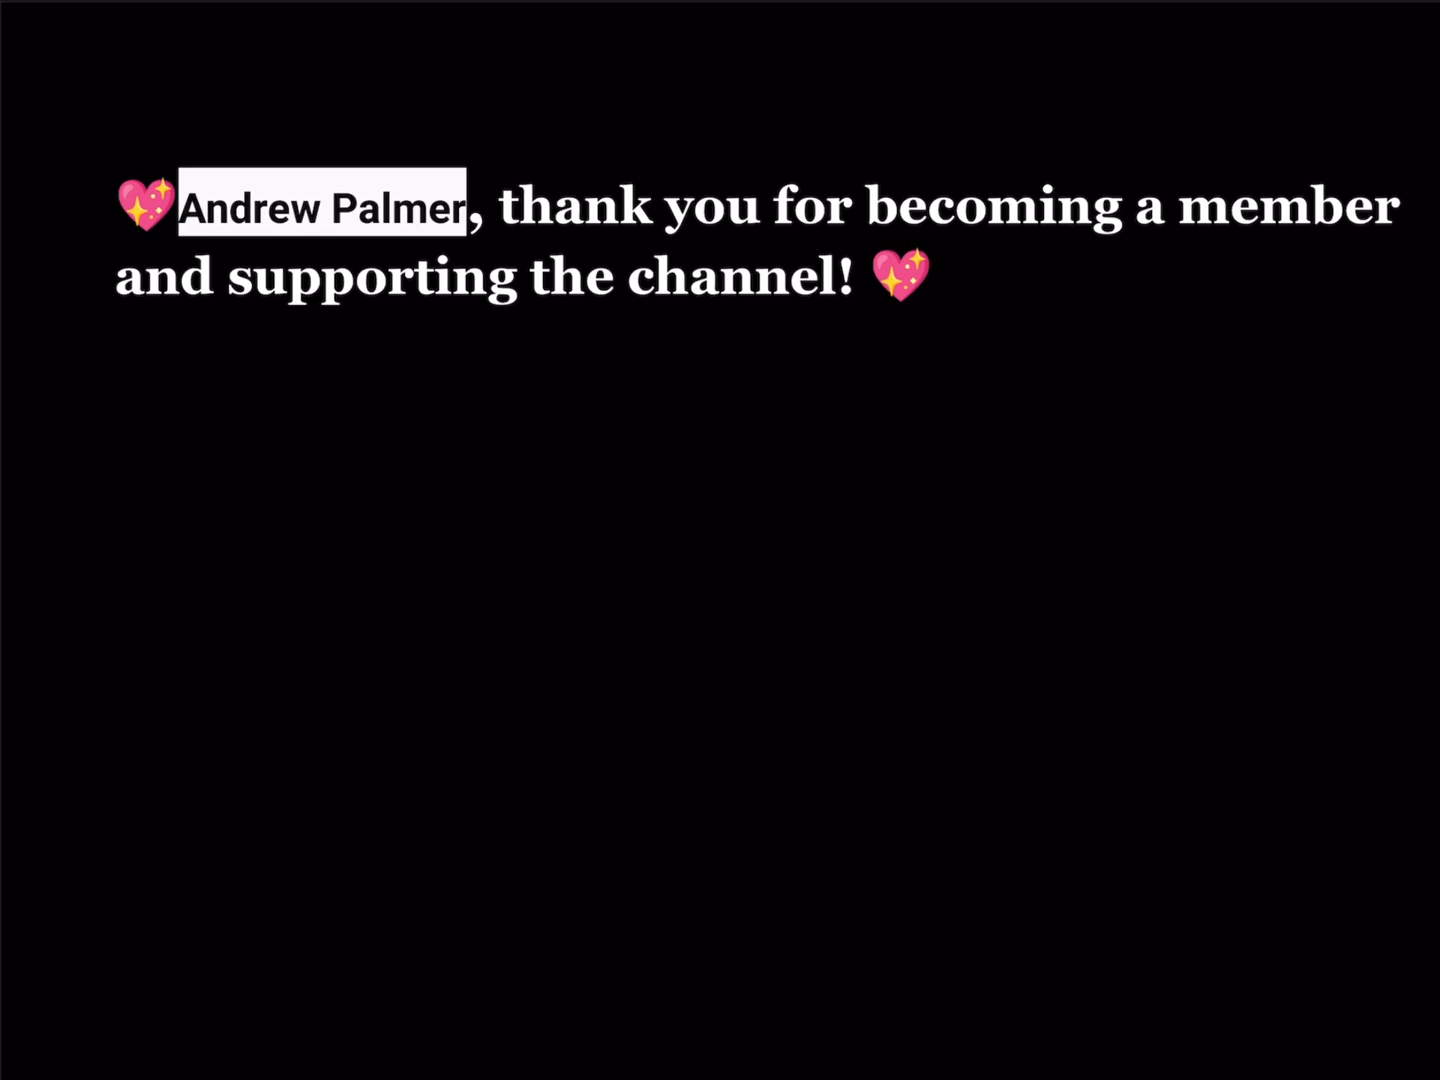 💖Andrew Palmer, thank you for becoming a member
and supporting the channel! 💖